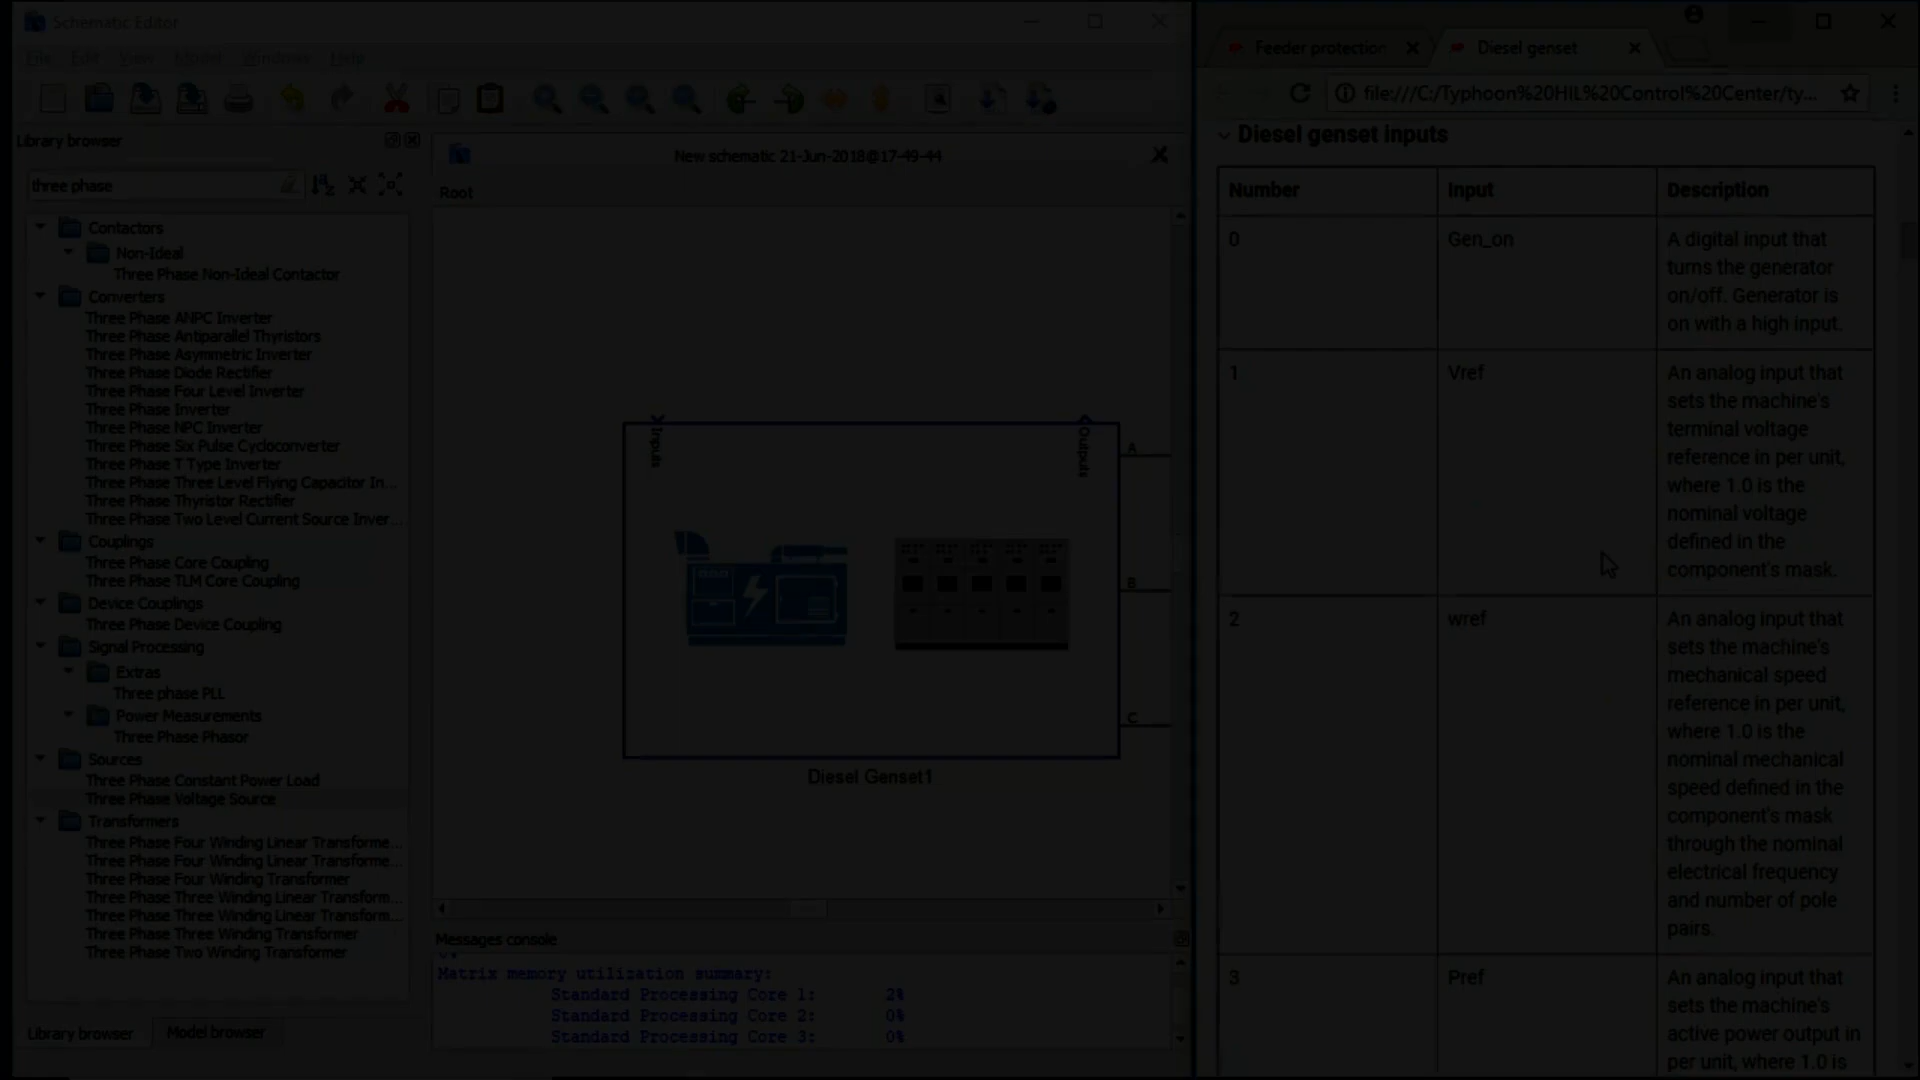 Schematic Editor
File Edit View Model Windows Help
Library browser
three phase
Contactors
Non-Ideal
Three Phase Non-Ideal Contactor
Converters
Three Phase ANPC Inverter
Three Phase Antiparallel Thyristors
Three Phase Asymmetric Inverter
Three Phase Diode Rectifier
Three Phase Four Level Inverter
Three Phase Inverter
Three Phase NPC Inverter
Three Phase Six Pulse Cycloconverter
Three Phase T Type Inverter
Three Phase Three Level Flying Capacitor In...
Three Phase Thyristor Rectifier
Three Phase Two Level Current Source Inver...
Couplings
Three Phase Core Coupling
Three Phase TLM Core Coupling
Device Couplings
Three Phase Device Coupling
Signal Processing
Extras
Three phase PLL
Power Measurements
Three Phase Phasor
Sources
Three Phase Constant Power Load
Three Phase Voltage Source
Transformers
Three Phase Four Winding Linear Transforme...
Three Phase Four Winding Linear Transforme...
Three Phase Four Winding Transformer
Three Phase Three Winding Linear Transform...
Three Phase Three Winding Linear Transform...
Three Phase Three Winding Transformer
Three Phase Two Winding Transformer
Library browser Model browser
New schematic 21-Jun-2018@17-49-44
Root
Inputs
Outputs
A
B
C
Diesel Genset1
Messages console
Matrix memory utilization summary:
Standard Processing Core 1: 2%
Standard Processing Core 2: 0%
Standard Processing Core 3: 0%
Feeder protection
Diesel genset
file:///C:/Typhoon%20HIL%20Control%20Center/ty...
Diesel genset inputs
Number Input Description
0 Gen_on A digital input that
turns the generator
on/off. Generator is
on with a high input.
1 Vref An analog input that
sets the machine's
terminal voltage
reference in per unit,
where 1.0 is the
nominal voltage
defined in the
component's mask.
2 wref An analog input that
sets the machine's
mechanical speed
reference in per unit,
where 1.0 is the
nominal mechanical
speed defined in the
component's mask
through the nominal
electrical frequency
and number of pole
pairs.
3 Pref An analog input that
sets the machine's
active power output in
per unit, where 1.0 is